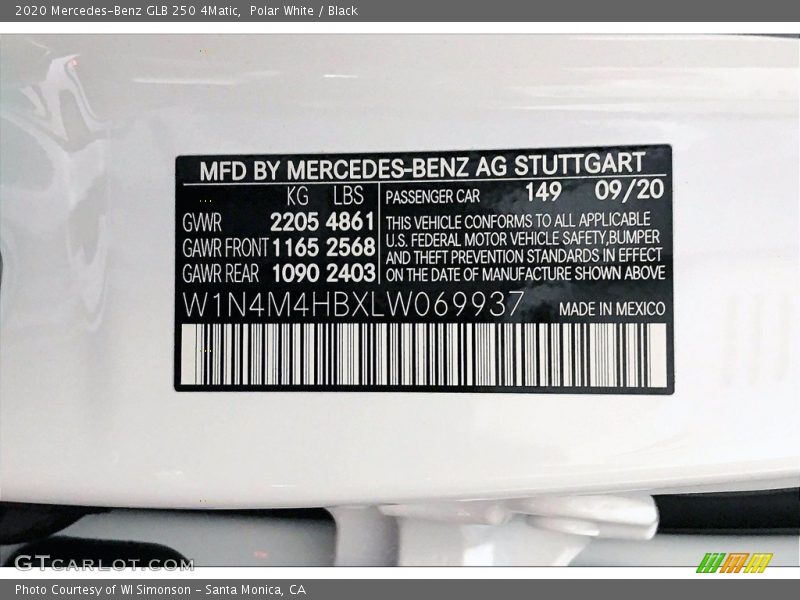 2020 Mercedes-Benz GLB 250 4Matic,  Polar White / Black
MFD BY MERCEDES-BENZ AG STUTTGART
KG LBS
GVWR 2205 4861
GAWR FRONT 1165 2568
GAWR REAR 1090 2403
PASSENGER CAR 149 09/20
THIS VEHICLE CONFORMS TO ALL APPLICABLE
U.S. FEDERAL MOTOR VEHICLE SAFETY,BUMPER
AND THEFT PREVENTION STANDARDS IN EFFECT
ON THE DATE OF MANUFACTURE SHOWN ABOVE
W1N4M4HBXLW069937 MADE IN MEXICO
GTCARLOT.COM
Photo Courtesy of WI Simonson - Santa Monica, CA